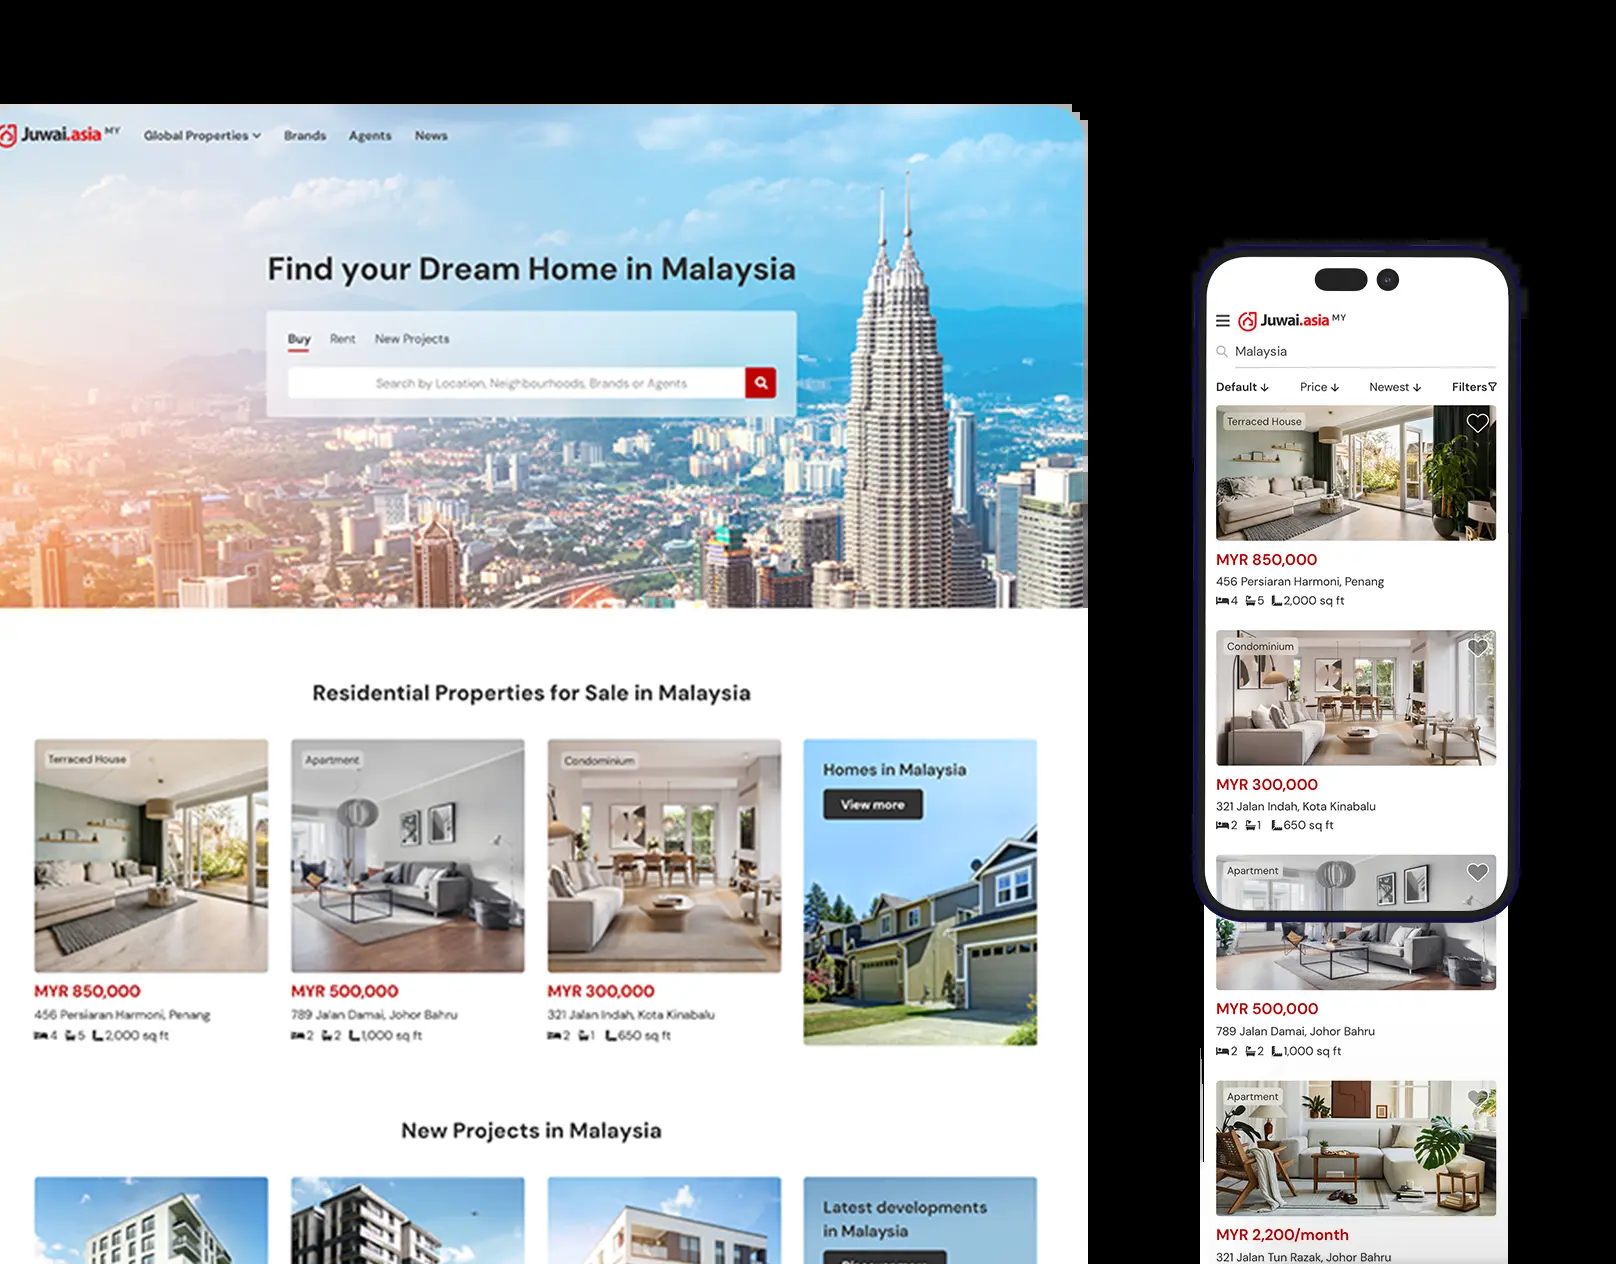 Juwai.asia MY
Global Properties
Brands
Agents
News
Find your Dream Home in Malaysia
Buy
Rent
New Projects
Search by Location, Neighbourhoods, Brands or Agents
Residential Properties for Sale in Malaysia
Terraced House
MYR 850,000
456 Persiaran Harmoni, Penang
4 5 2,000 sq ft
Apartment
MYR 500,000
789 Jalan Damai, Johor Bahru
2 2 1,000 sq ft
Condominium
MYR 300,000
321 Jalan Indah, Kota Kinabalu
2 1 650 sq ft
Homes in Malaysia
View more
New Projects in Malaysia
Latest developments
in Malaysia
Juwai.asia MY
Malaysia
Default ↓
Price ↓
Newest ↓
Filters
Terraced House
MYR 850,000
456 Persiaran Harmoni, Penang
4 5 2,000 sq ft
Condominium
MYR 300,000
321 Jalan Indah, Kota Kinabalu
2 1 650 sq ft
Apartment
MYR 500,000
789 Jalan Damai, Johor Bahru
2 2 1,000 sq ft
Apartment
MYR 2,200/month
321 Jalan Tun Razak, Johor Bahru